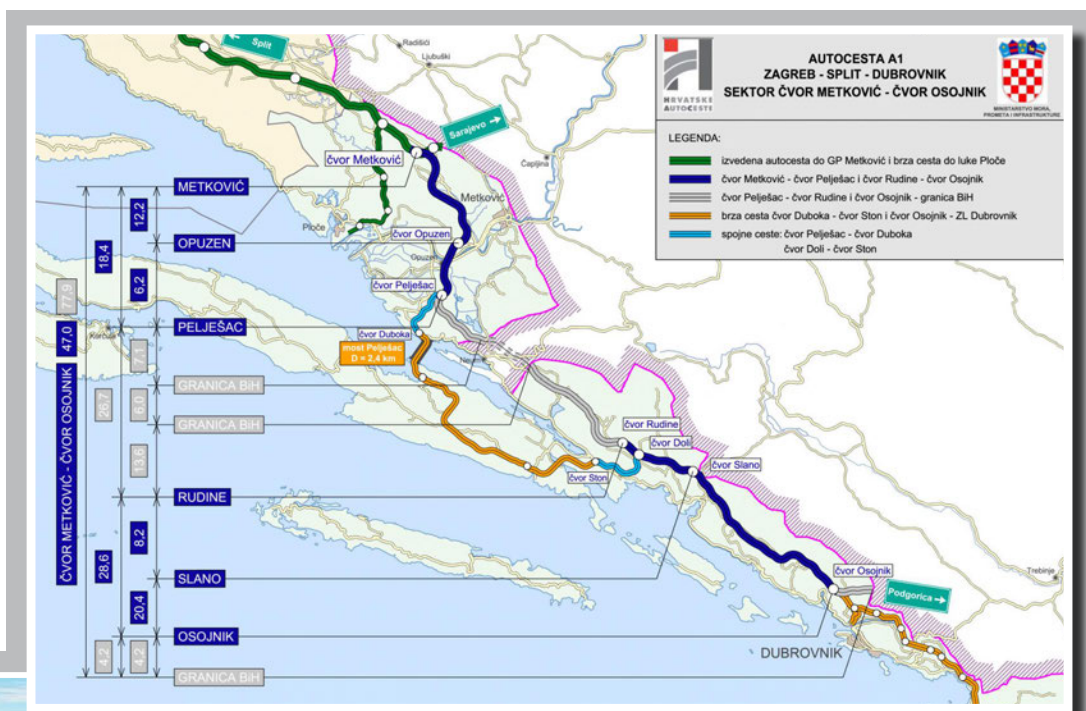 AUTOCESTA A1
ZAGREB - SPLIT - DUBROVNIK
SEKTOR ČVOR METKOVIĆ - ČVOR OSOJNIK
HRVATSKE
AUTOCESTE
MINISTARSTVO MORA,
PROMETA I INFRASTRUKTURE
LEGENDA:
izvedena autocesta do GP Metković i brza cesta do luke Ploče
čvor Metković - čvor Pelješac i čvor Rudine - čvor Osojnik
čvor Pelješac - čvor Rudine i čvor Osojnik - granica BiH
brza cesta čvor Duboka - čvor Ston i čvor Osojnik - ZL Dubrovnik
spojne ceste: čvor Pelješac - čvor Duboka
čvor Doli - čvor Ston
Split
Radišići
Ljubuški
Sarajevo
čvor Metković
Čapljina
METKOVIĆ
Metković
12,2
Ploče
čvor Opuzen
OPUZEN
Opuzen
18,4
6,2
77,9
čvor Pelješac
PELJEŠAC
47,0
Korčula
čvor Duboka
most Pelješac
D = 2,4 km
Neum
7,1
GRANICA BiH
26,7
6,0
GRANICA BiH
13,6
čvor Rudine
čvor Doli
čvor Slano
čvor Ston
RUDINE
ČVOR METKOVIĆ - ČVOR OSOJNIK
8,2
28,6
SLANO
20,4
čvor Osojnik
Trebinje
Podgorica
OSOJNIK
DUBROVNIK
4,2
4,2
GRANICA BiH